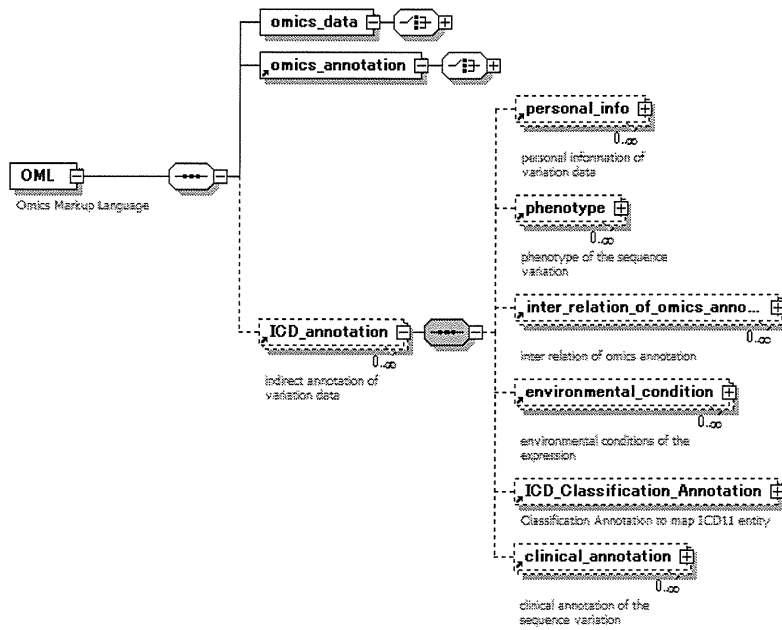 omics_data
omics_annotation
personal_info
0..∞
personal information of
variation data
OML
Omics Markup Language
phenotype
0..∞
phenotype of the sequence
variation
inter_relation_of_omics_anno...
0..∞
inter relation of omics annotation
ICD_annotation
0..∞
indirect annotation of
variation data
environmental_condition
0..∞
environmental conditions of the
expression
ICD_Classification_Annotation
Classification Annotation to map ICD11 entity
clinical_annotation
0..∞
clinical annotation of the
sequence variation